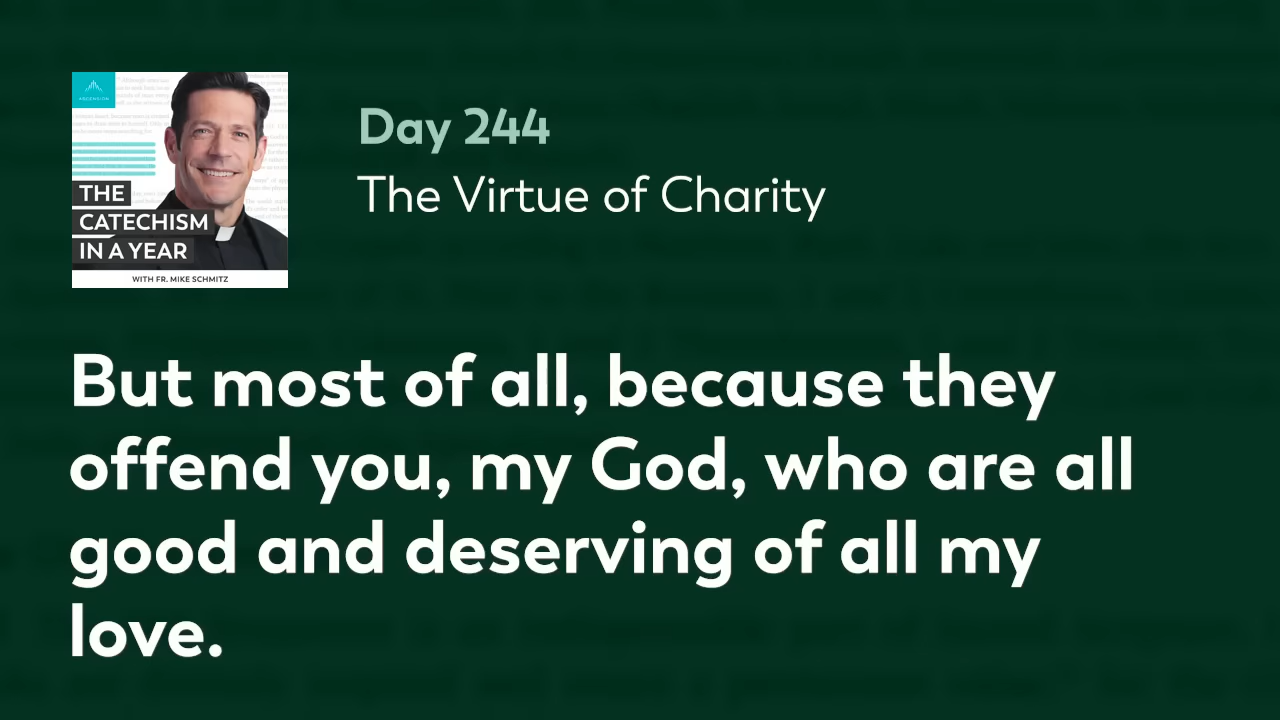 ASCENSION
THE
CATECHISM
IN A YEAR
WITH FR. MIKE SCHMITZ
Day 244
The Virtue of Charity
But most of all, because they
offend you, my God, who are all
good and deserving of all my
love.